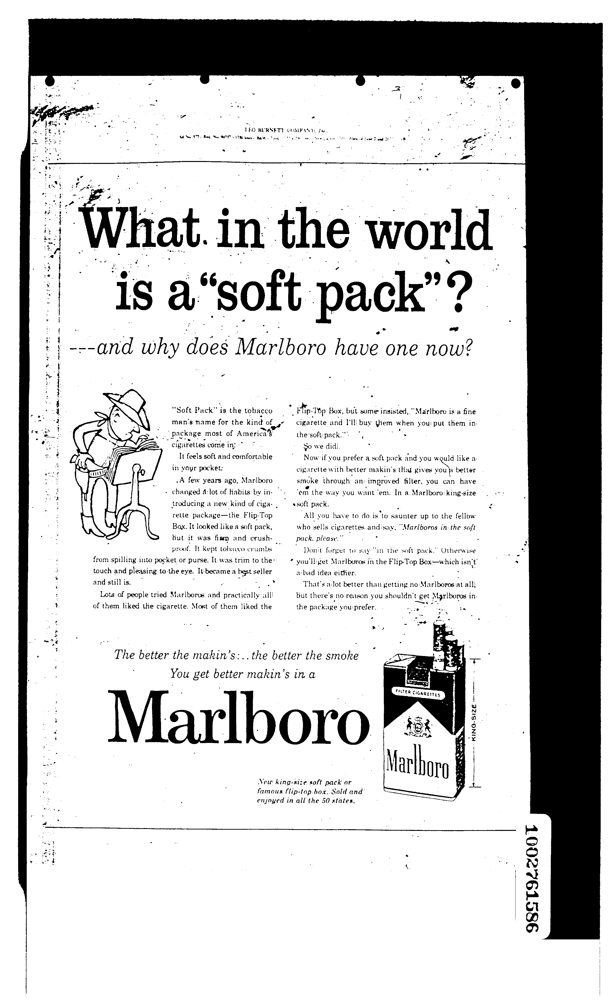 LEO BURNETT COMPANY, INC.
What in the world
is a “soft pack”?
---and why does Marlboro have one now?
"Soft Pack" is the tobacco
man's name for the kind of
package most of America's
cigarettes come in.
It feels soft and comfortable
in your pocket.
A few years ago, Marlboro
changed a lot of habits by in-
troducing a new kind of ciga-
rette package—the Flip-Top
Box. It looked like a soft pack,
but it was firm and crush-
proof. It kept tobacco crumbs
from spilling into pocket or purse. It was trim to the
touch and pleasing to the eye. It became a best seller
and still is.
Lots of people tried Marlboros and practically all
of them liked the cigarette. Most of them liked the
Flip-Top Box, but some insisted, "Marlboro is a fine
cigarette and I'll buy them when you put them in
the soft pack."
So we did.
Now if you prefer a soft pack and you would like a
cigarette with better makin's that gives you a better
smoke through an improved filter, you can have
'em the way you want 'em. In a Marlboro king-size
soft pack.
All you have to do is to saunter up to the fellow
who sells cigarettes and say, "Marlboros in the soft
pack, please."
Don't forget to say "in the soft pack." Otherwise
you'll get Marlboros in the Flip-Top Box—which isn't
a bad idea either.
That's a lot better than getting no Marlboros at all;
but there's no reason you shouldn't get Marlboros in
the package you prefer.
The better the makin's... the better the smoke
You get better makin's in a
Marlboro
New king-size soft pack or
famous flip-top box. Sold and
enjoyed in all the 50 states.
FILTER CIGARETTES
Marlboro
KING-SIZE
1002761586